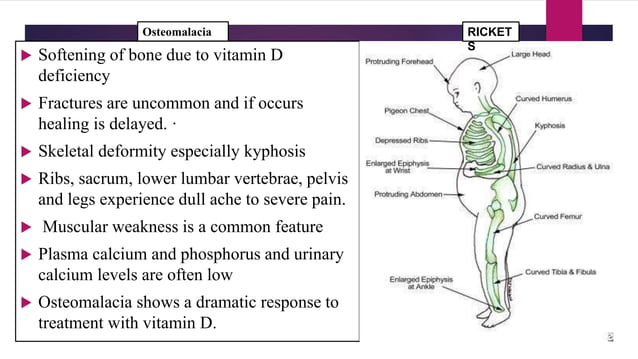 Osteomalacia
Softening of bone due to vitamin D
deficiency
Fractures are uncommon and if occurs
healing is delayed. ·
Skeletal deformity especially kyphosis
Ribs, sacrum, lower lumbar vertebrae, pelvis
and legs experience dull ache to severe pain.
Muscular weakness is a common feature
Plasma calcium and phosphorus and urinary
calcium levels are often low
Osteomalacia shows a dramatic response to
treatment with vitamin D.
RICKET
S
Large Head
Protruding Forehead
Curved Humerus
Pigeon Chest
Kyphosis
Depressed Ribs
Enlarged Epiphysis
at Wrist
Curved Radius & Ulna
Protruding Abdomen
Curved Femur
Curved Tibia & Fibula
Enlarged Epiphysis
at Ankle